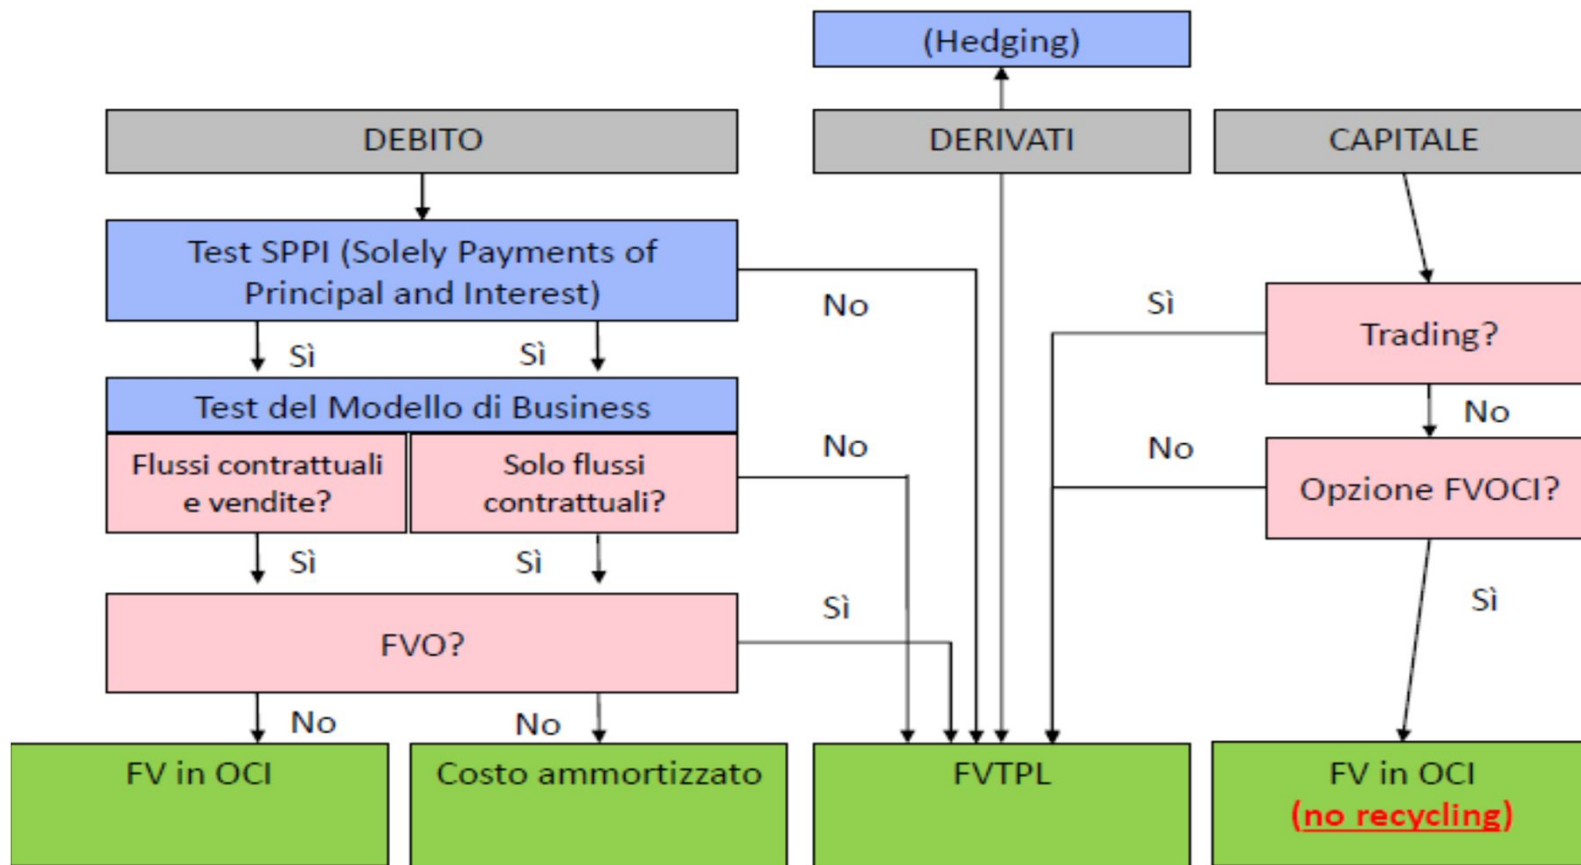 (Hedging)
DEBITO
DERIVATI
CAPITALE
Test SPPI (Solely Payments of
Principal and Interest)
No
Sì
Trading?
Sì
Sì
Test del Modello di Business
No
Flussi contrattuali
e vendite?
Solo flussi
contrattuali?
No
No
Opzione FVOCI?
Sì
Sì
Sì
Sì
FVO?
No
No
FV in OCI
Costo ammortizzato
FVTPL
FV in OCI
(no recycling)